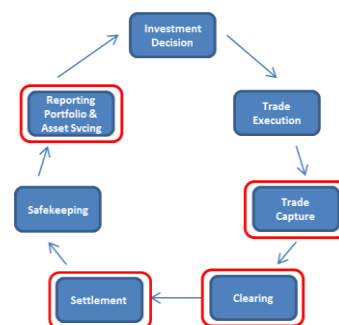 Investment
Decision
Trade
Execution
Trade
Capture
Clearing
Settlement
Safekeeping
Reporting
Portfolio &
Asset Svcing